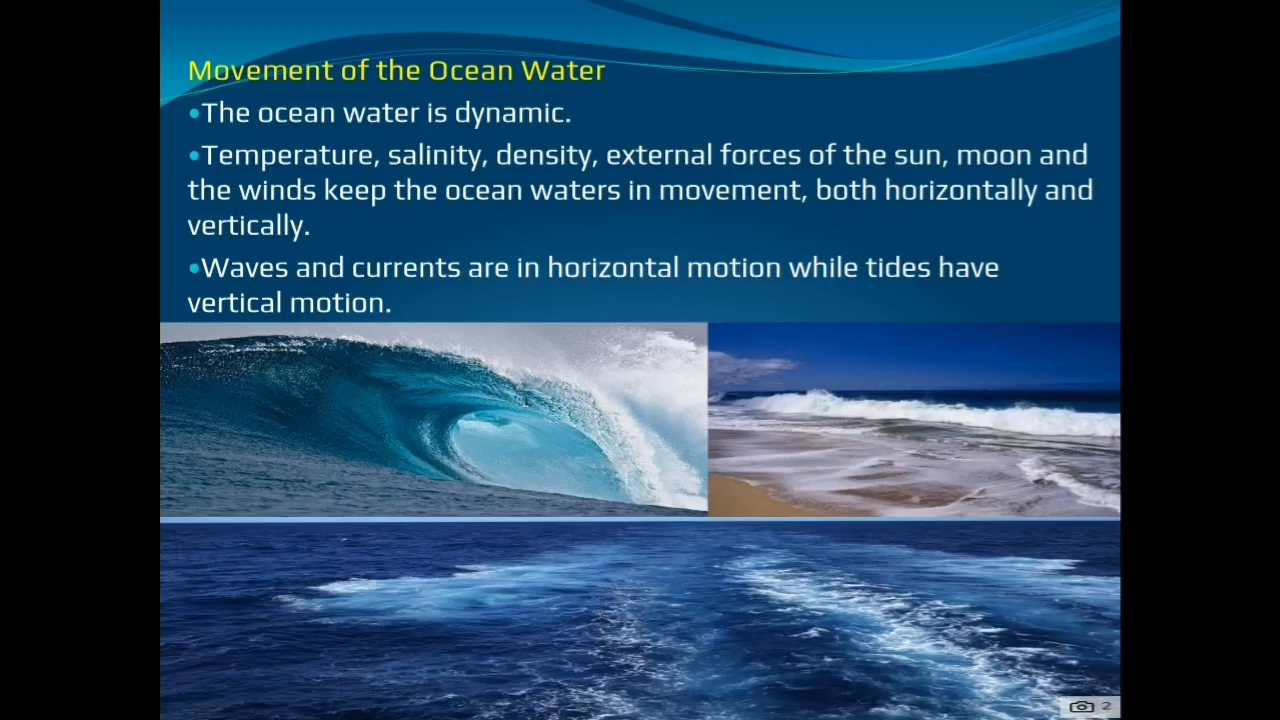 Movement of the Ocean Water
•The ocean water is dynamic.
•Temperature, salinity, density, external forces of the sun, moon and
the winds keep the ocean waters in movement, both horizontally and
vertically.
•Waves and currents are in horizontal motion while tides have
vertical motion.
2